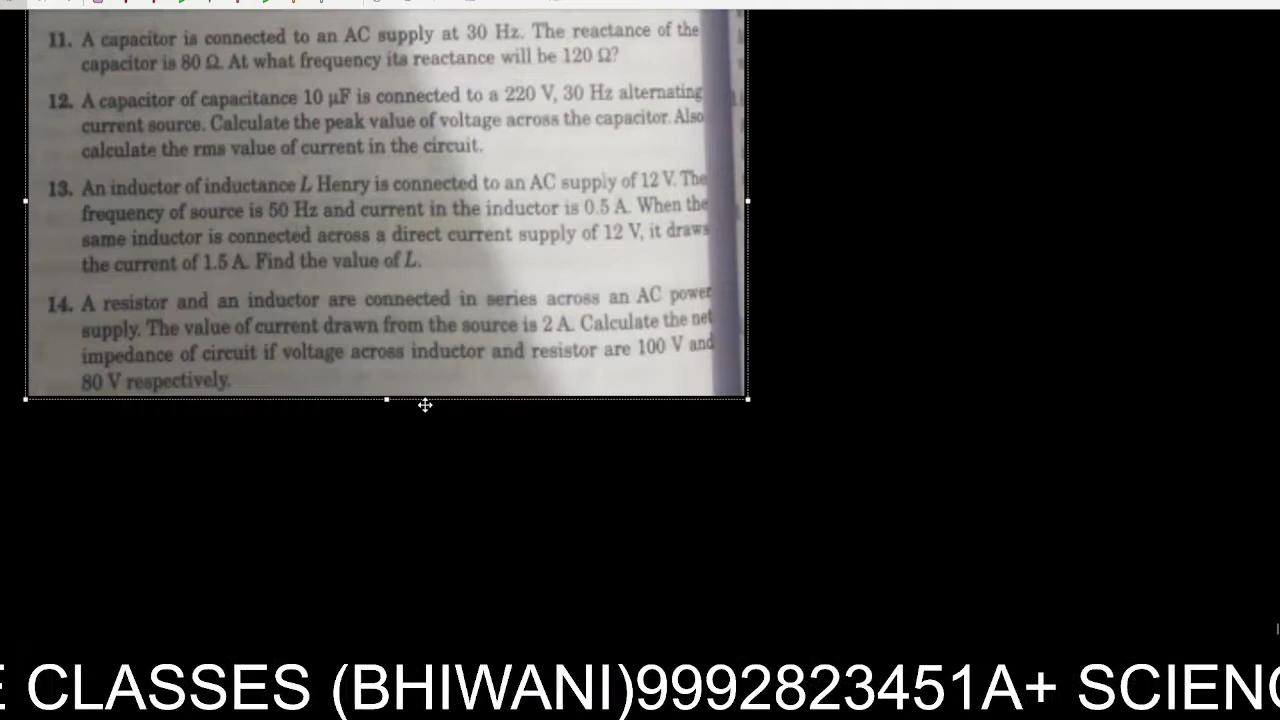 11. A capacitor is connected to an AC supply at 30 Hz. The reactance of the
capacitor is 80 Ω. At what frequency its reactance will be 120 Ω?
12. A capacitor of capacitance 10 μF is connected to a 220 V, 30 Hz alternating
current source. Calculate the peak value of voltage across the capacitor. Also
calculate the rms value of current in the circuit.
13. An inductor of inductance L Henry is connected to an AC supply of 12 V. The
frequency of source is 50 Hz and current in the inductor is 0.5 A. When the
same inductor is connected across a direct current supply of 12 V, it draws
the current of 1.5 A. Find the value of L.
14. A resistor and an inductor are connected in series across an AC power
supply. The value of current drawn from the source is 2 A. Calculate the net
impedance of circuit if voltage across inductor and resistor are 100 V and
80 V respectively.
E CLASSES (BHIWANI)9992823451A+ SCIENC